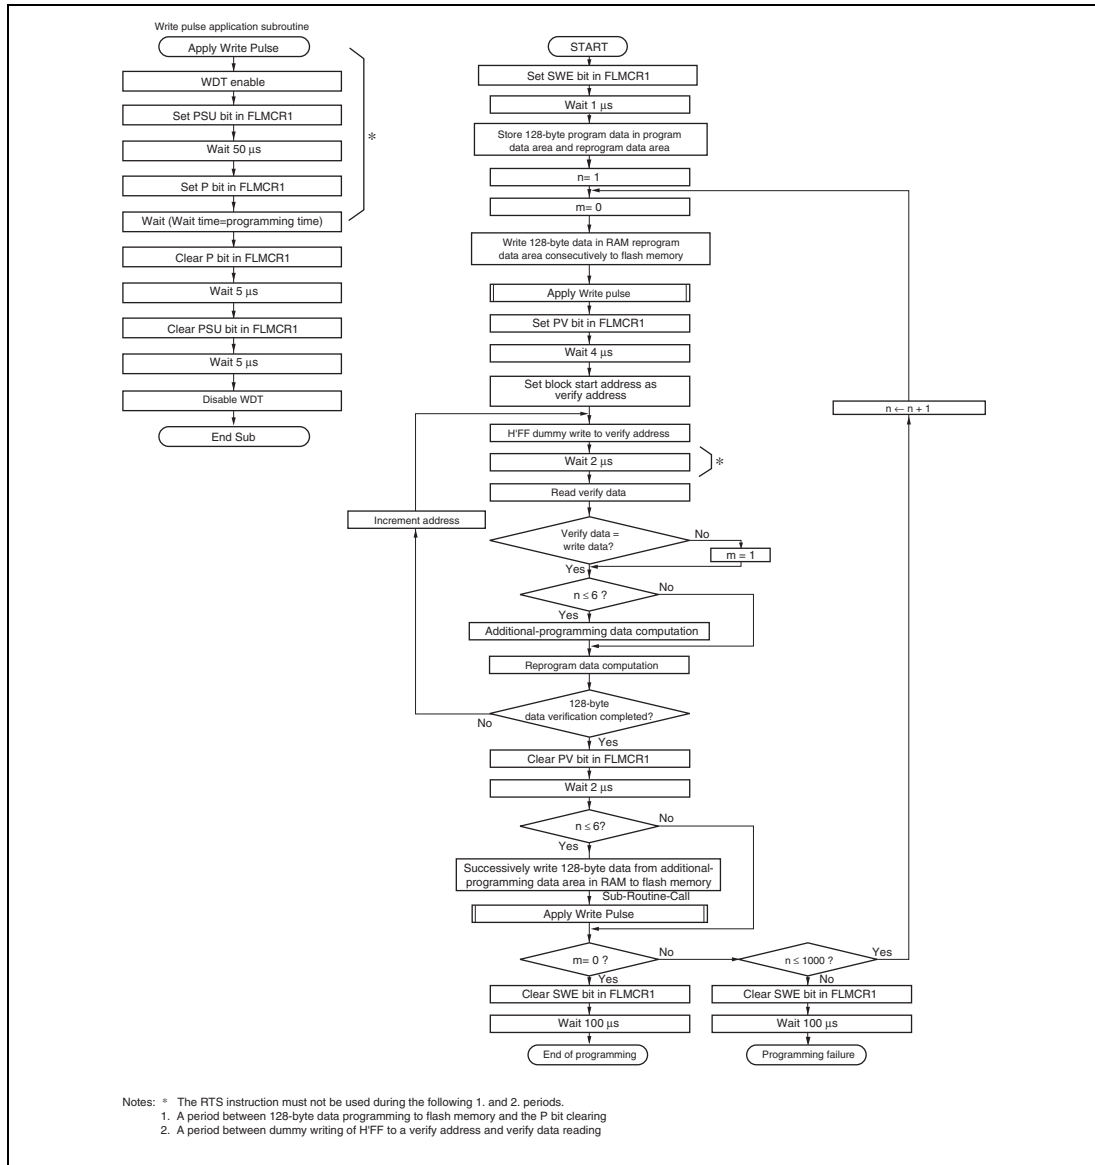 Write pulse application subroutine
Apply Write Pulse
WDT enable
Set PSU bit in FLMCR1
Wait 50 μs
Set P bit in FLMCR1
Wait (Wait time=programming time)
*
Clear P bit in FLMCR1
Wait 5 μs
Clear PSU bit in FLMCR1
Wait 5 μs
Disable WDT
End Sub
START
Set SWE bit in FLMCR1
Wait 1 μs
Store 128-byte program data in program
data area and reprogram data area
n= 1
m= 0
Write 128-byte data in RAM reprogram
data area consecutively to flash memory
Apply Write pulse
Set PV bit in FLMCR1
Wait 4 μs
Set block start address as
verify address
n ← n + 1
H'FF dummy write to verify address
Wait 2 μs
*
Read verify data
Increment address
Verify data =
write data?
No
m = 1
Yes
n ≤ 6 ?
No
Yes
Additional-programming data computation
Reprogram data computation
128-byte
data verification completed?
No
Yes
Clear PV bit in FLMCR1
Wait 2 μs
n ≤ 6?
No
Yes
Successively write 128-byte data from additional-
programming data area in RAM to flash memory
Sub-Routine-Call
Apply Write Pulse
m= 0 ?
No
n ≤ 1000 ?
Yes
Yes
No
Clear SWE bit in FLMCR1
Clear SWE bit in FLMCR1
Wait 100 μs
Wait 100 μs
End of programming
Programming failure
Notes: * The RTS instruction must not be used during the following 1. and 2. periods.
1. A period between 128-byte data programming to flash memory and the P bit clearing
2. A period between dummy writing of H'FF to a verify address and verify data reading